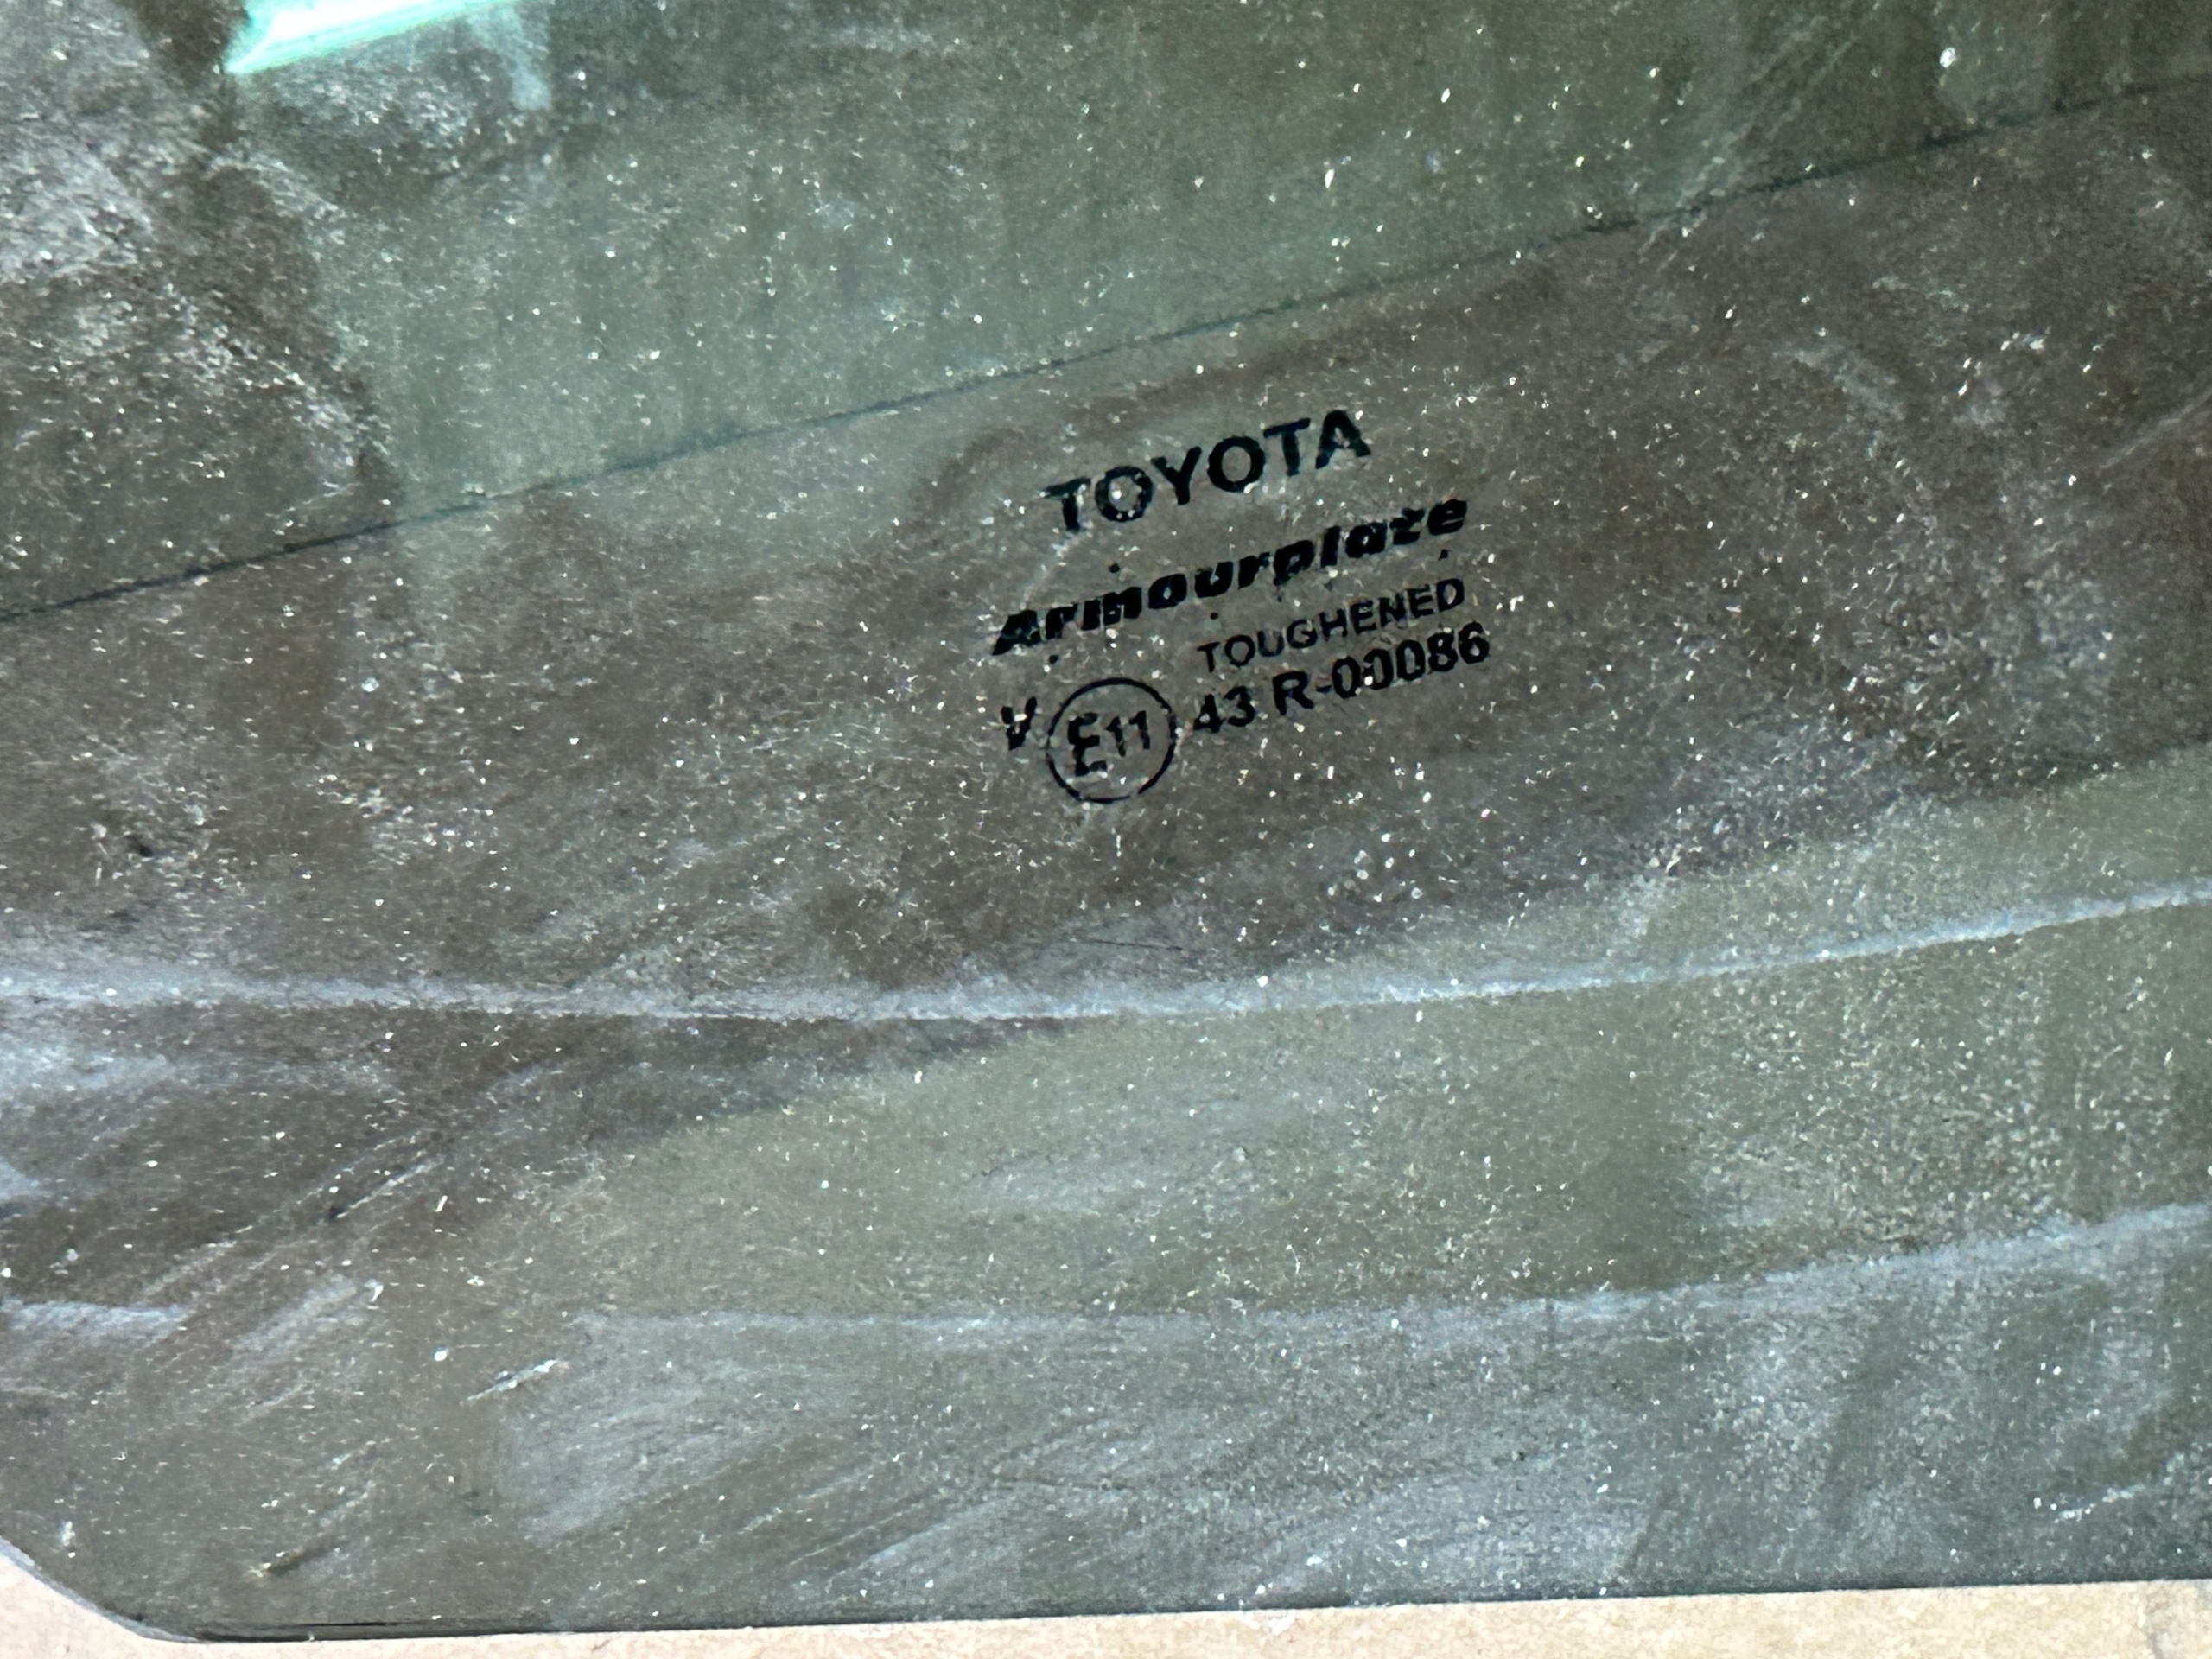 TOYOTA
Armourplate
TOUGHENED
V E11 43 R-00086